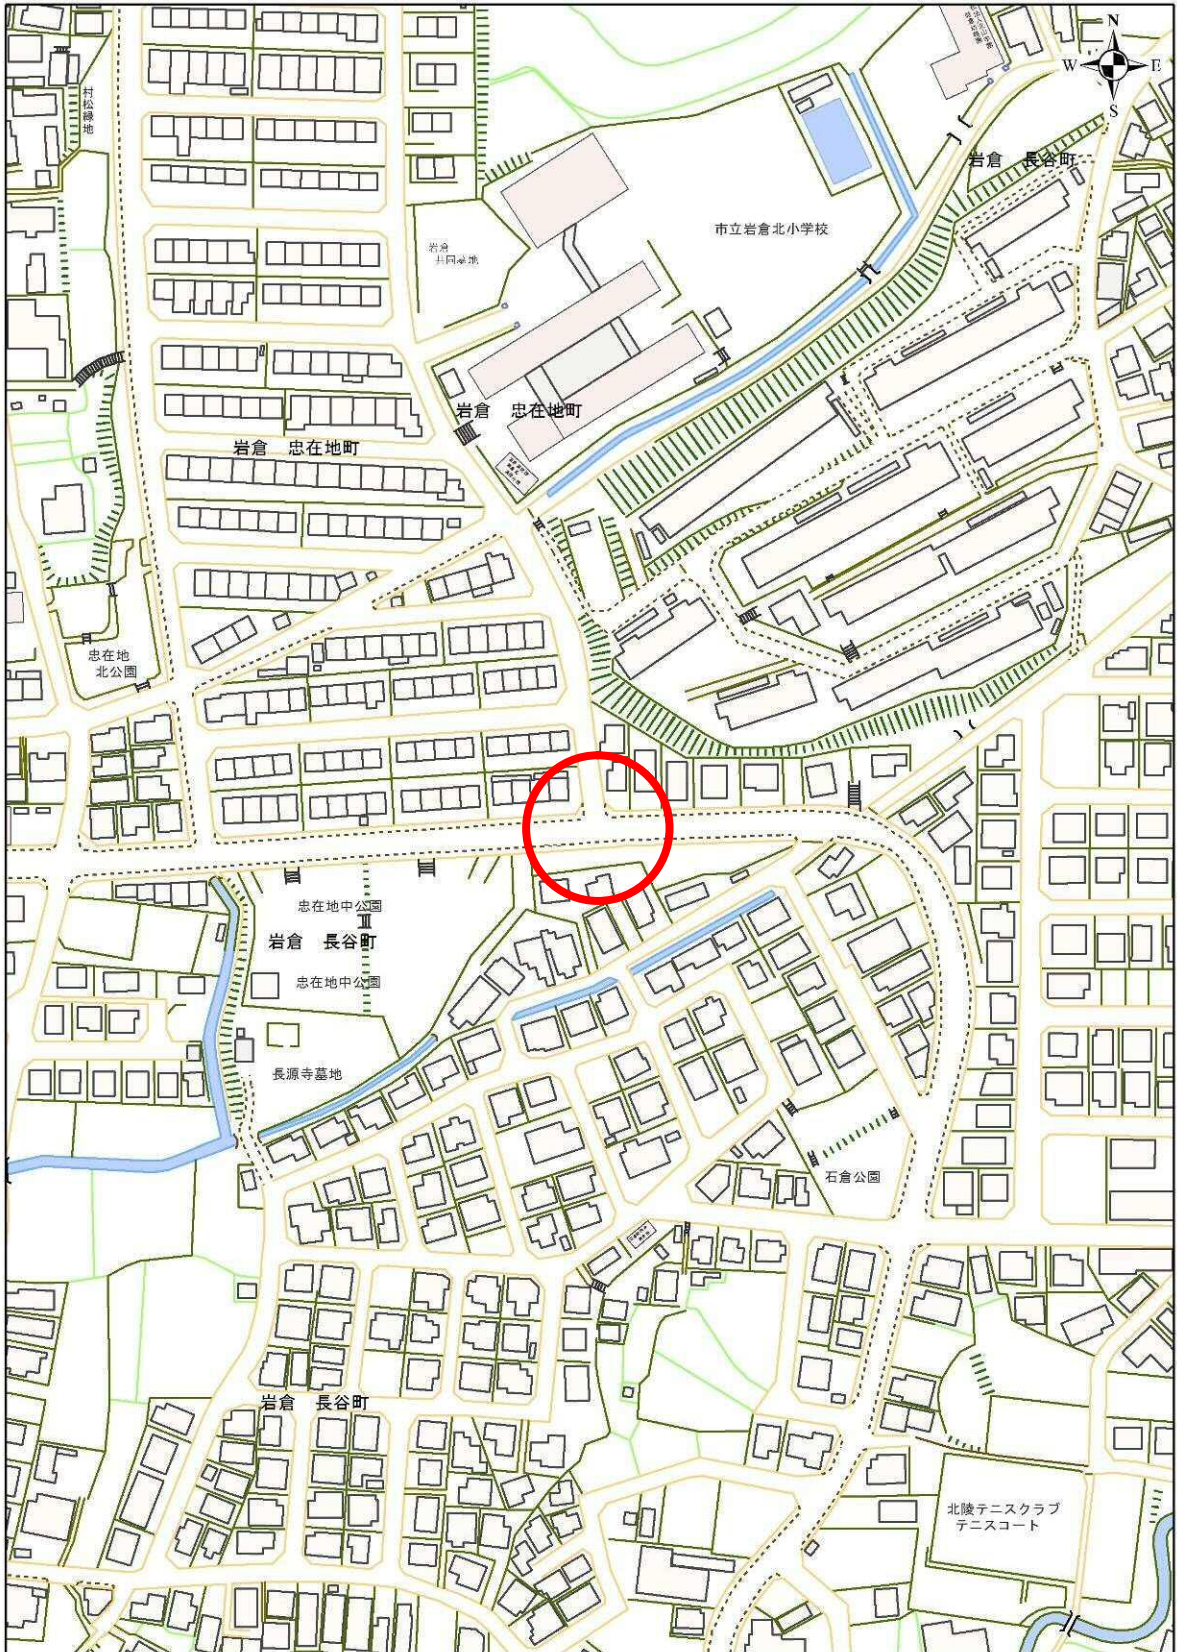 N
W
E
S
村松緑地
岩倉 長谷町
市立岩倉北小学校
岩倉
共同墓地
岩倉 忠在地町
岩倉 忠在地町
忠在地
北公園
忠在地中公園
岩倉 長谷町
忠在地中公園
長源寺墓地
石倉公園
岩倉 長谷町
北陵テニスクラブ
テニスコート